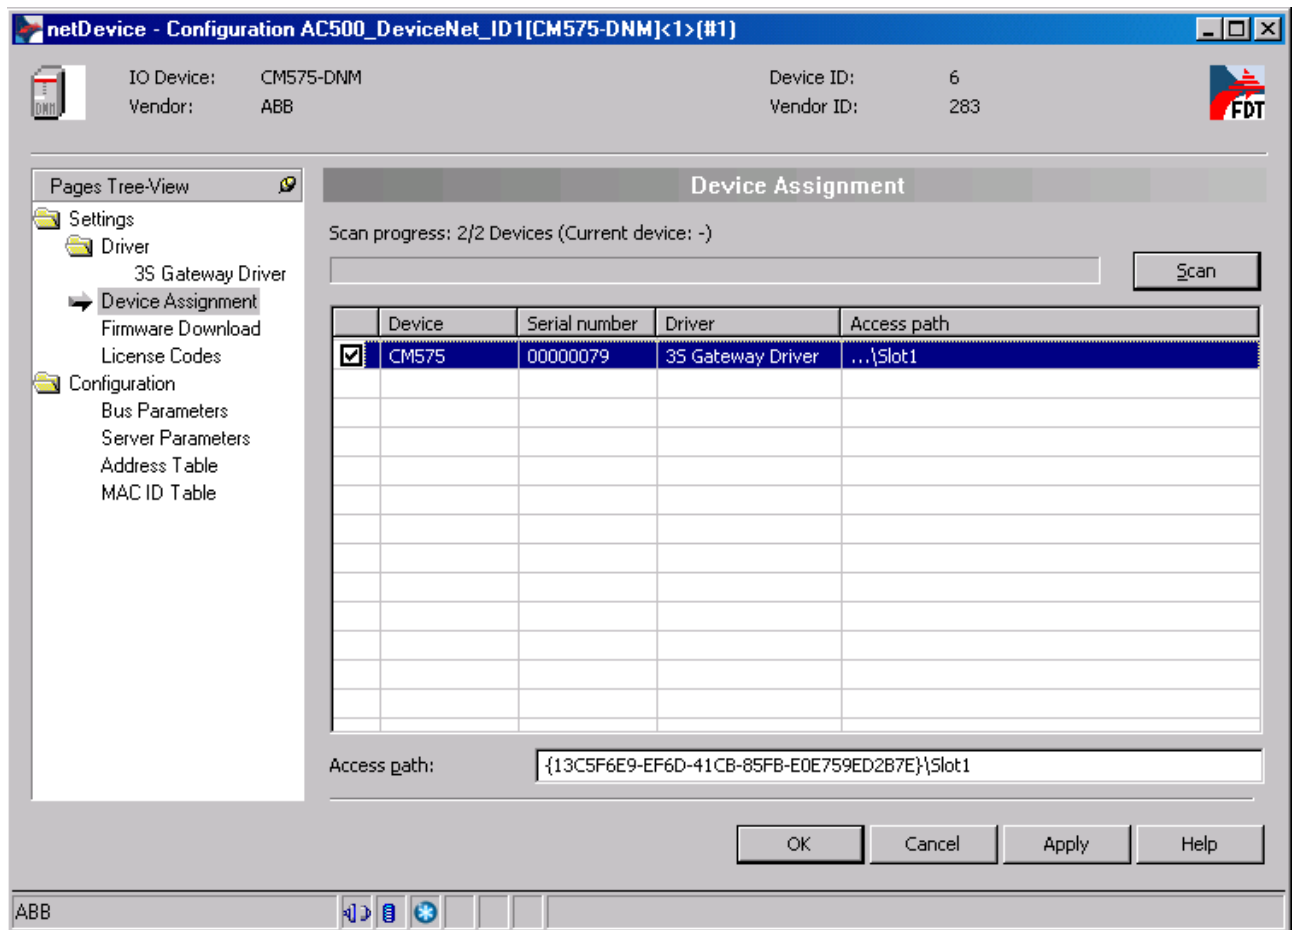 netDevice - Configuration AC500_DeviceNet_ID1[CM575-DNM]<1>(#1)
IO Device: CM575-DNM Device ID: 6
Vendor: ABB Vendor ID: 283
DNM
FDT
Pages Tree-View
Settings
Driver
3S Gateway Driver
Device Assignment
Firmware Download
License Codes
Configuration
Bus Parameters
Server Parameters
Address Table
MAC ID Table
Device Assignment
Scan progress: 2/2 Devices (Current device: -)
Scan
Device Serial number Driver Access path
CM575 00000079 3S Gateway Driver ...\Slot1
Access path: {13C5F6E9-EF6D-41CB-85FB-E0E759ED2B7E}\Slot1
OK Cancel Apply Help
ABB